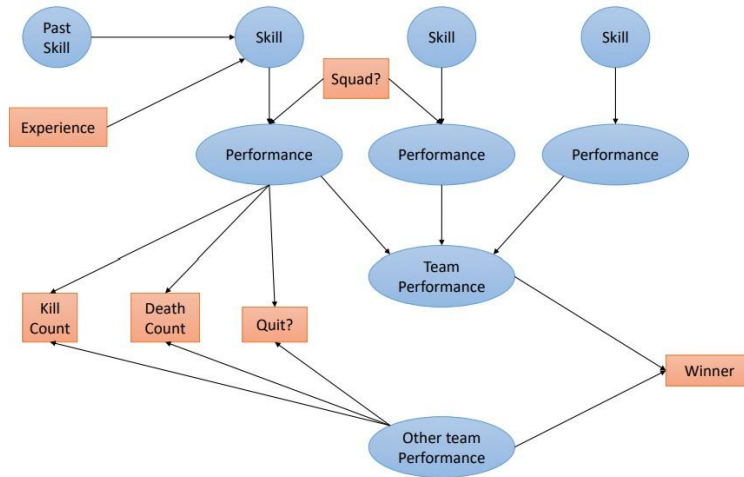 Past
Skill
Skill
Skill
Skill
Squad?
Experience
Performance
Performance
Performance
Team
Performance
Kill
Count
Death
Count
Quit?
Winner
Other team
Performance